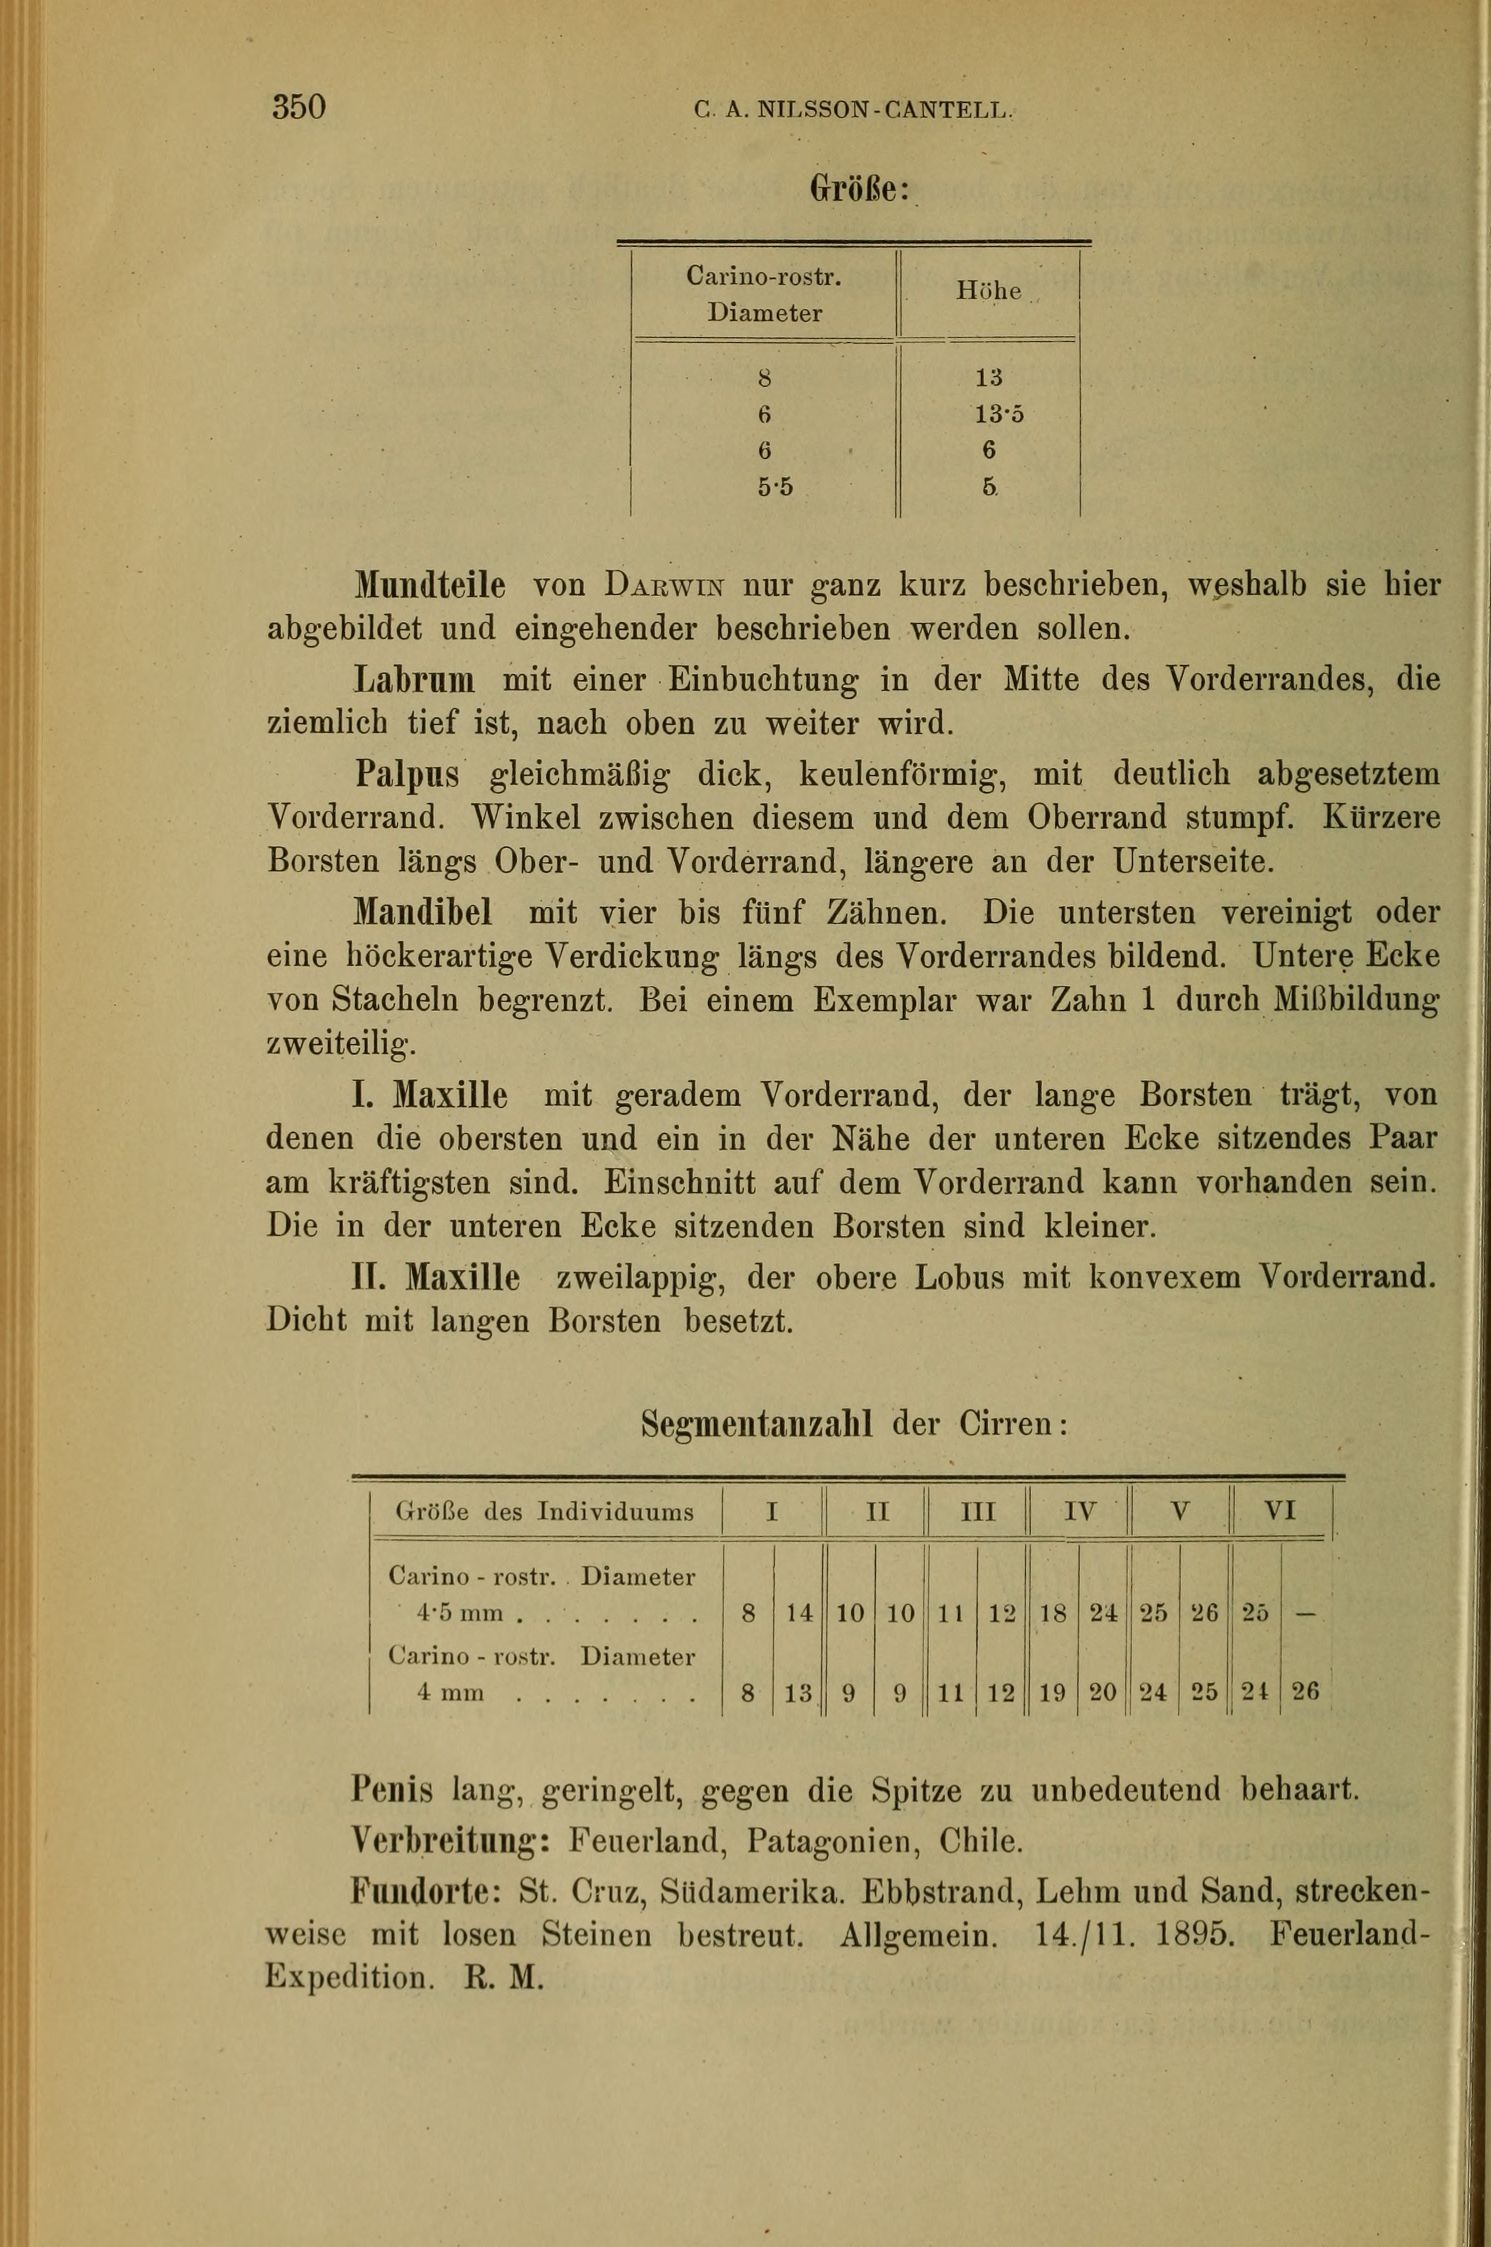 350
C. A. NILSSON-CANTELL.
Größe:
Carino-rostr. Höhe
Diameter
8 13
6 13·5
6 6
5·5 5
Mundteile von DARWIN nur ganz kurz beschrieben, weshalb sie hier
abgebildet und eingehender beschrieben werden sollen.
Labrum mit einer Einbuchtung in der Mitte des Vorderrandes, die
ziemlich tief ist, nach oben zu weiter wird.
Palpus gleichmäßig dick, keulenförmig, mit deutlich abgesetztem
Vorderrand. Winkel zwischen diesem und dem Oberrand stumpf. Kürzere
Borsten längs Ober- und Vorderrand, längere an der Unterseite.
Mandibel mit vier bis fünf Zähnen. Die untersten vereinigt oder
eine höckerartige Verdickung längs des Vorderrandes bildend. Untere Ecke
von Stacheln begrenzt. Bei einem Exemplar war Zahn 1 durch Mißbildung
zweiteilig.
I. Maxille mit geradem Vorderrand, der lange Borsten trägt, von
denen die obersten und ein in der Nähe der unteren Ecke sitzendes Paar
am kräftigsten sind. Einschnitt auf dem Vorderrand kann vorhanden sein.
Die in der unteren Ecke sitzenden Borsten sind kleiner.
II. Maxille zweilappig, der obere Lobus mit konvexem Vorderrand.
Dicht mit langen Borsten besetzt.
Segmentanzahl der Cirren:
Größe des Individuums I II III IV V VI
Carino - rostr. Diameter
4·5 mm . . . . . . . 8 14 10 10 11 12 18 24 25 26 25 —
Carino - rostr. Diameter
4 mm . . . . . . . 8 13 9 9 11 12 19 20 24 25 24 26
Penis lang, geringelt, gegen die Spitze zu unbedeutend behaart.
Verbreitung: Feuerland, Patagonien, Chile.
Fundorte: St. Cruz, Südamerika. Ebbstrand, Lehm und Sand, strecken-
weise mit losen Steinen bestreut. Allgemein. 14./11. 1895. Feuerland-
Expedition. R. M.